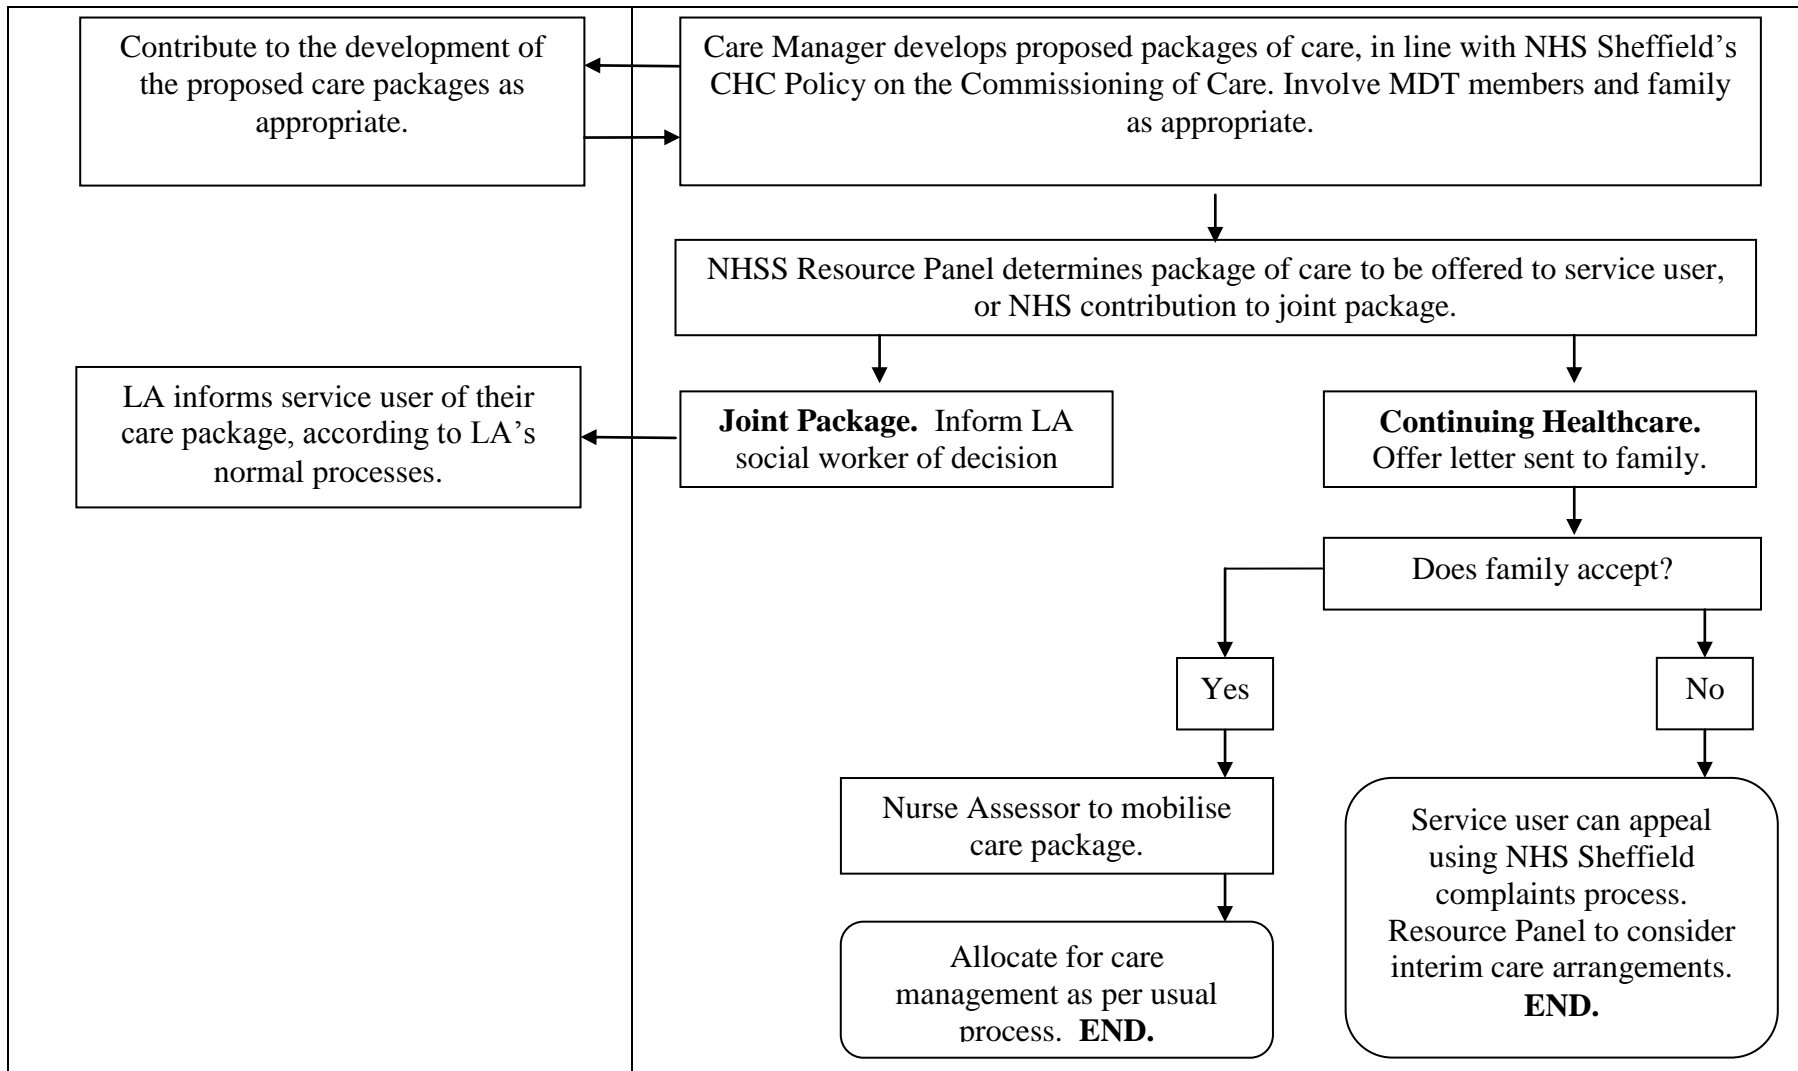 Contribute to the development of
the proposed care packages as
appropriate.
Care Manager develops proposed packages of care, in line with NHS Sheffield’s
CHC Policy on the Commissioning of Care. Involve MDT members and family
as appropriate.
NHSS Resource Panel determines package of care to be offered to service user,
or NHS contribution to joint package.
LA informs service user of their
care package, according to LA’s
normal processes.
Joint Package.  Inform LA
social worker of decision
Continuing Healthcare.
Offer letter sent to family.
Does family accept?
Yes
No
Nurse Assessor to mobilise
care package.
Service user can appeal
using NHS Sheffield
complaints process.
Resource Panel to consider
interim care arrangements.
END.
Allocate for care
management as per usual
process.  END.